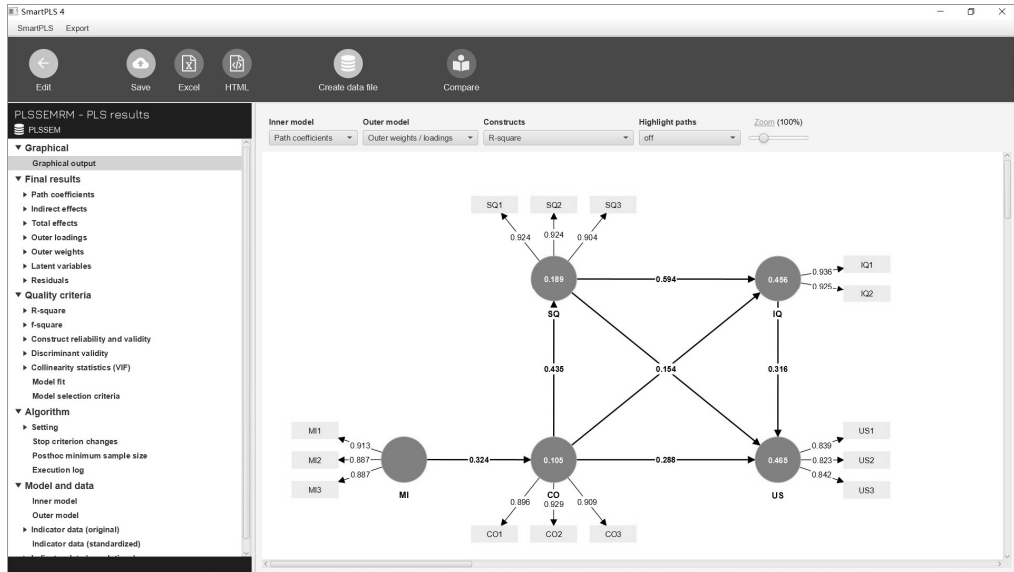 SmartPLS 4
SmartPLS Export
Edit Save Excel HTML Create data file Compare
PLSSEMRM - PLS results
PLSSEM
Graphical
Graphical output
Final results
Path coefficients
Indirect effects
Total effects
Outer loadings
Outer weights
Latent variables
Residuals
Quality criteria
R-square
f-square
Construct reliability and validity
Discriminant validity
Collinearity statistics (VIF)
Model fit
Model selection criteria
Algorithm
Setting
Stop criterion changes
Posthoc minimum sample size
Execution log
Model and data
Inner model
Outer model
Indicator data (original)
Indicator data (standardized)
Inner model Outer model Constructs Highlight paths Zoom (100%)
Path coefficients Outer weights / loadings R-square off
SQ1 SQ2 SQ3
0.924 0.924 0.904
0.189 0.594 0.456 0.936 IQ1
0.925 IQ2
SQ IQ
0.435 0.154 0.316
MI1 0.913 0.839 US1
MI2 0.887 0.324 0.105 0.288 0.465 0.823 US2
MI3 0.887 0.842 US3
MI CO US
0.896 0.929 0.909
CO1 CO2 CO3